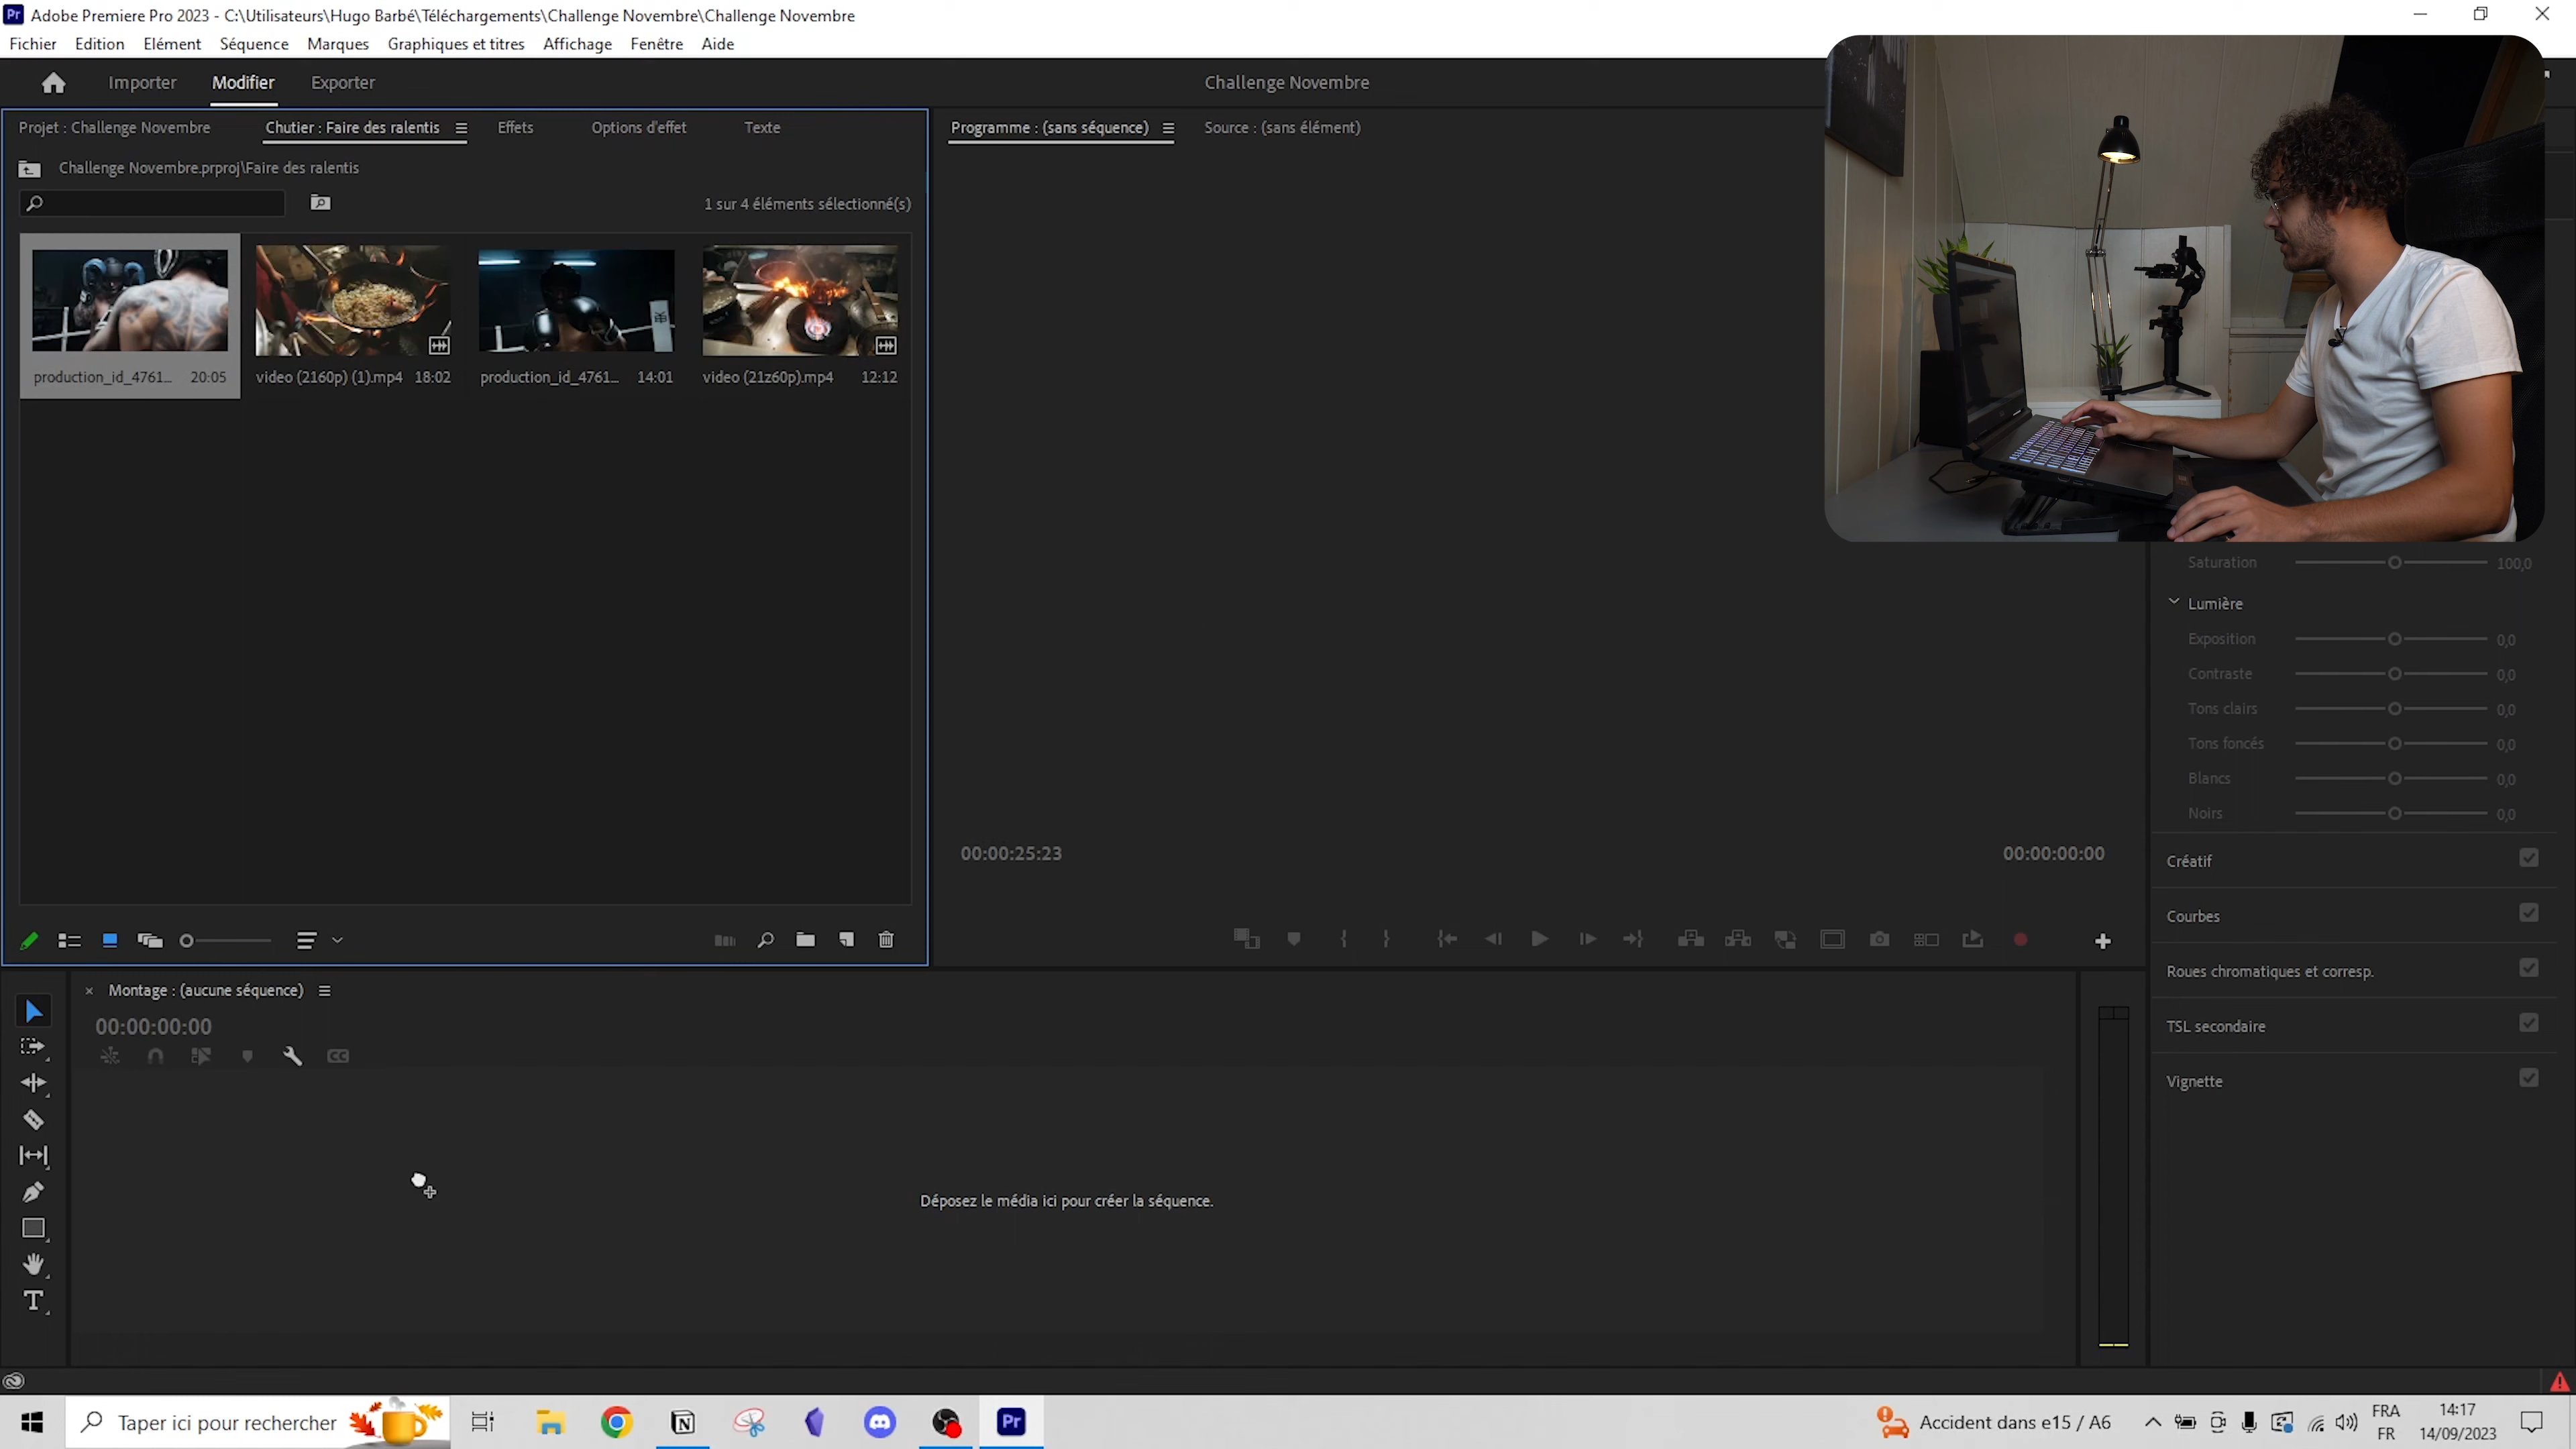 Pr Adobe Premiere Pro 2023 - C:\Utilisateurs\Hugo Barbé\Téléchargements\Challenge Novembre\Challenge Novembre
Fichier Edition Elément Séquence Marques Graphiques et titres Affichage Fenêtre Aide
Importer Modifier Exporter Challenge Novembre
Projet : Challenge Novembre Chutier : Faire des ralentis Effets Options d'effet Texte Programme : (sans séquence) Source : (sans élément)
Challenge Novembre.prproj\Faire des ralentis
1 sur 4 éléments sélectionné(s)
production_id_4761... 20:05 video (2160p) (1).mp4 18:02 production_id_4761... 14:01 video (21z60p).mp4 12:12
Saturation 100,0
Lumière
Exposition 0,0
Contraste 0,0
Tons clairs 0,0
Tons foncés 0,0
Blancs 0,0
Noirs 0,0
00:00:25:23 00:00:00:00
Créatif
Courbes
Roues chromatiques et corresp.
TSL secondaire
Vignette
Montage : (aucune séquence)
00:00:00:00
CC
Déposez le média ici pour créer la séquence.
T
Taper ici pour rechercher N Pr Accident dans e15 / A6 FRA 14:17
FR 14/09/2023